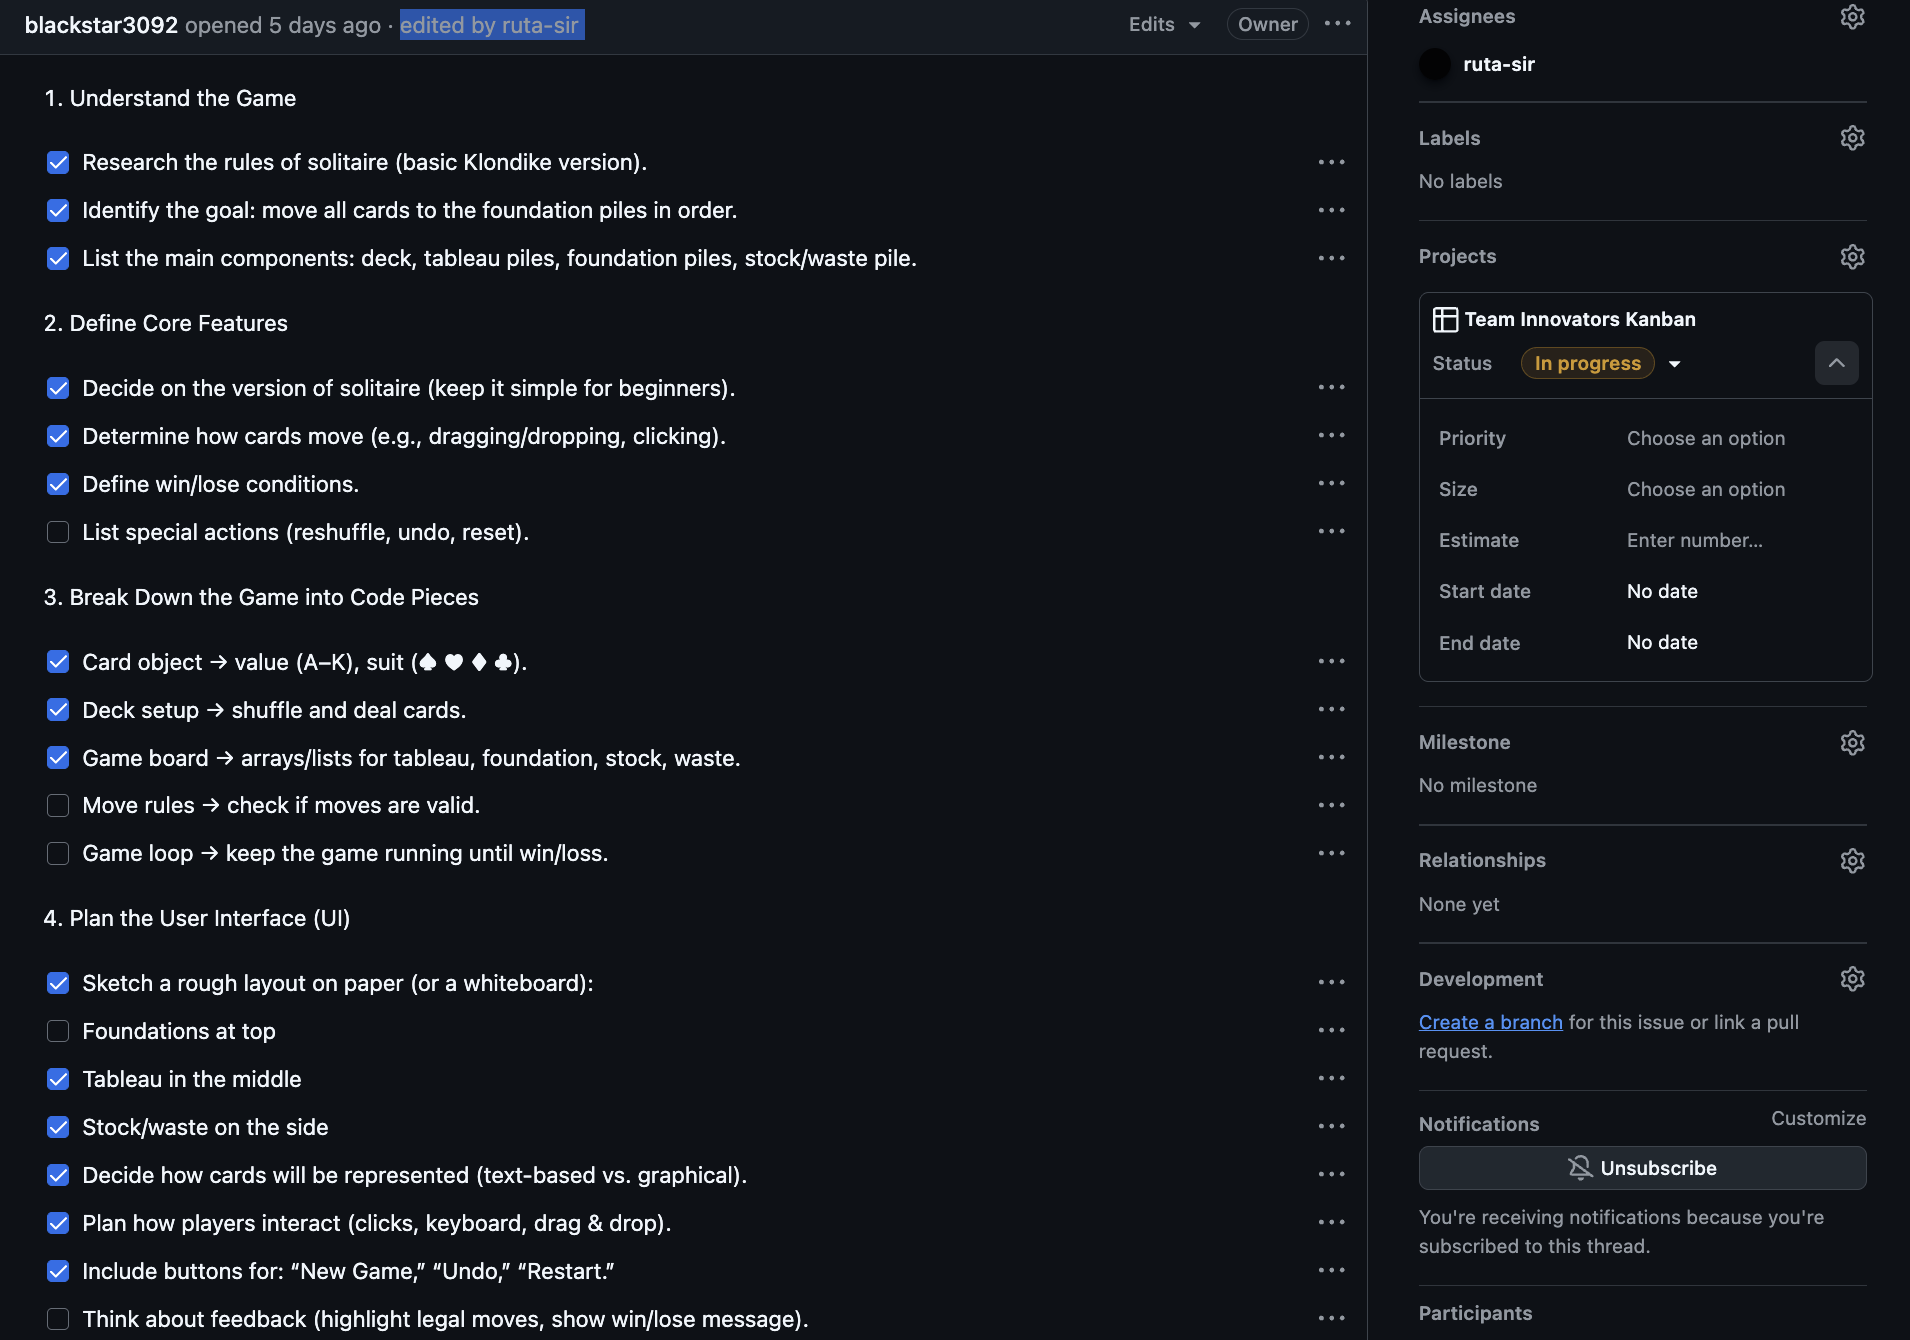 blackstar3092 opened 5 days ago · edited by ruta-sir
Edits
Owner
1. Understand the Game
Research the rules of solitaire (basic Klondike version).
Identify the goal: move all cards to the foundation piles in order.
List the main components: deck, tableau piles, foundation piles, stock/waste pile.
2. Define Core Features
Decide on the version of solitaire (keep it simple for beginners).
Determine how cards move (e.g., dragging/dropping, clicking).
Define win/lose conditions.
List special actions (reshuffle, undo, reset).
3. Break Down the Game into Code Pieces
Card object → value (A–K), suit (♠ ♥ ♦ ♣).
Deck setup → shuffle and deal cards.
Game board → arrays/lists for tableau, foundation, stock, waste.
Move rules → check if moves are valid.
Game loop → keep the game running until win/loss.
4. Plan the User Interface (UI)
Sketch a rough layout on paper (or a whiteboard):
Foundations at top
Tableau in the middle
Stock/waste on the side
Decide how cards will be represented (text-based vs. graphical).
Plan how players interact (clicks, keyboard, drag & drop).
Include buttons for: “New Game,” “Undo,” “Restart.”
Think about feedback (highlight legal moves, show win/lose message).
Assignees
ruta-sir
Labels
No labels
Projects
Team Innovators Kanban
Status In progress
Priority Choose an option
Size Choose an option
Estimate Enter number...
Start date No date
End date No date
Milestone
No milestone
Relationships
None yet
Development
Create a branch for this issue or link a pull
request.
Notifications Customize
Unsubscribe
You're receiving notifications because you're
subscribed to this thread.
Participants